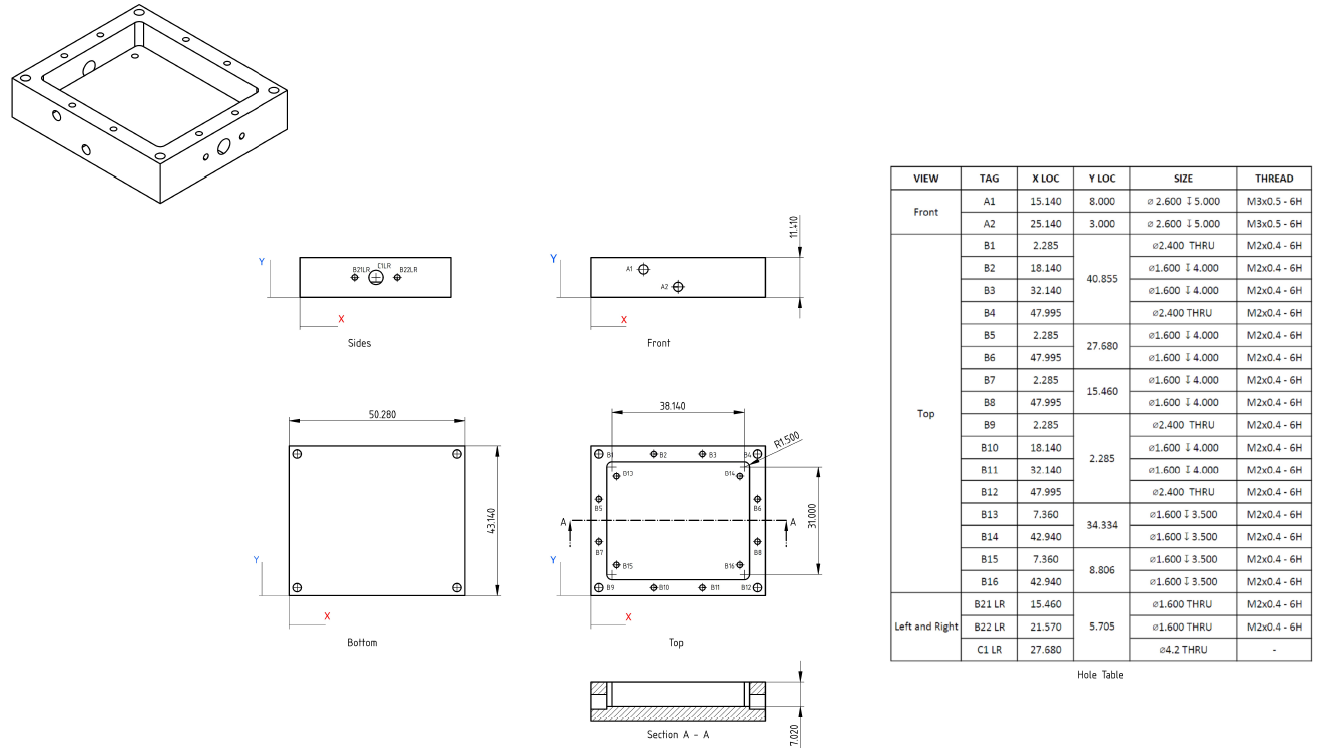 11.410
Y
B21LR
C1LR
B22LR
X
Sides
Y
A1
A2
X
Front
50.280
43.140
Y
X
Bottom
38.140
R1.500
31.000
B1
B2
B3
B4
B13
B14
B5
B6
A
A
B7
B8
B15
B16
B9
B10
B11
B12
Y
X
Top
7.020
Section A - A
VIEW TAG X LOC Y LOC SIZE THREAD
Front A1 15.140 8.000 ⌀ 2.600 ↧ 5.000 M3x0.5 - 6H
A2 25.140 3.000 ⌀ 2.600 ↧ 5.000 M3x0.5 - 6H
Top B1 2.285 40.855 ⌀2.400 THRU M2x0.4 - 6H
B2 18.140 ⌀1.600 ↧ 4.000 M2x0.4 - 6H
B3 32.140 ⌀1.600 ↧ 4.000 M2x0.4 - 6H
B4 47.995 ⌀2.400 THRU M2x0.4 - 6H
B5 2.285 27.680 ⌀1.600 ↧ 4.000 M2x0.4 - 6H
B6 47.995 ⌀1.600 ↧ 4.000 M2x0.4 - 6H
B7 2.285 15.460 ⌀1.600 ↧ 4.000 M2x0.4 - 6H
B8 47.995 ⌀1.600 ↧ 4.000 M2x0.4 - 6H
B9 2.285 2.285 ⌀2.400 THRU M2x0.4 - 6H
B10 18.140 ⌀1.600 ↧ 4.000 M2x0.4 - 6H
B11 32.140 ⌀1.600 ↧ 4.000 M2x0.4 - 6H
B12 47.995 ⌀2.400 THRU M2x0.4 - 6H
B13 7.360 34.334 ⌀1.600 ↧ 3.500 M2x0.4 - 6H
B14 42.940 ⌀1.600 ↧ 3.500 M2x0.4 - 6H
B15 7.360 8.806 ⌀1.600 ↧ 3.500 M2x0.4 - 6H
B16 42.940 ⌀1.600 ↧ 3.500 M2x0.4 - 6H
Left and Right B21 LR 15.460 5.705 ⌀1.600 THRU M2x0.4 - 6H
B22 LR 21.570 ⌀1.600 THRU M2x0.4 - 6H
C1 LR 27.680 ⌀4.2 THRU -
Hole Table